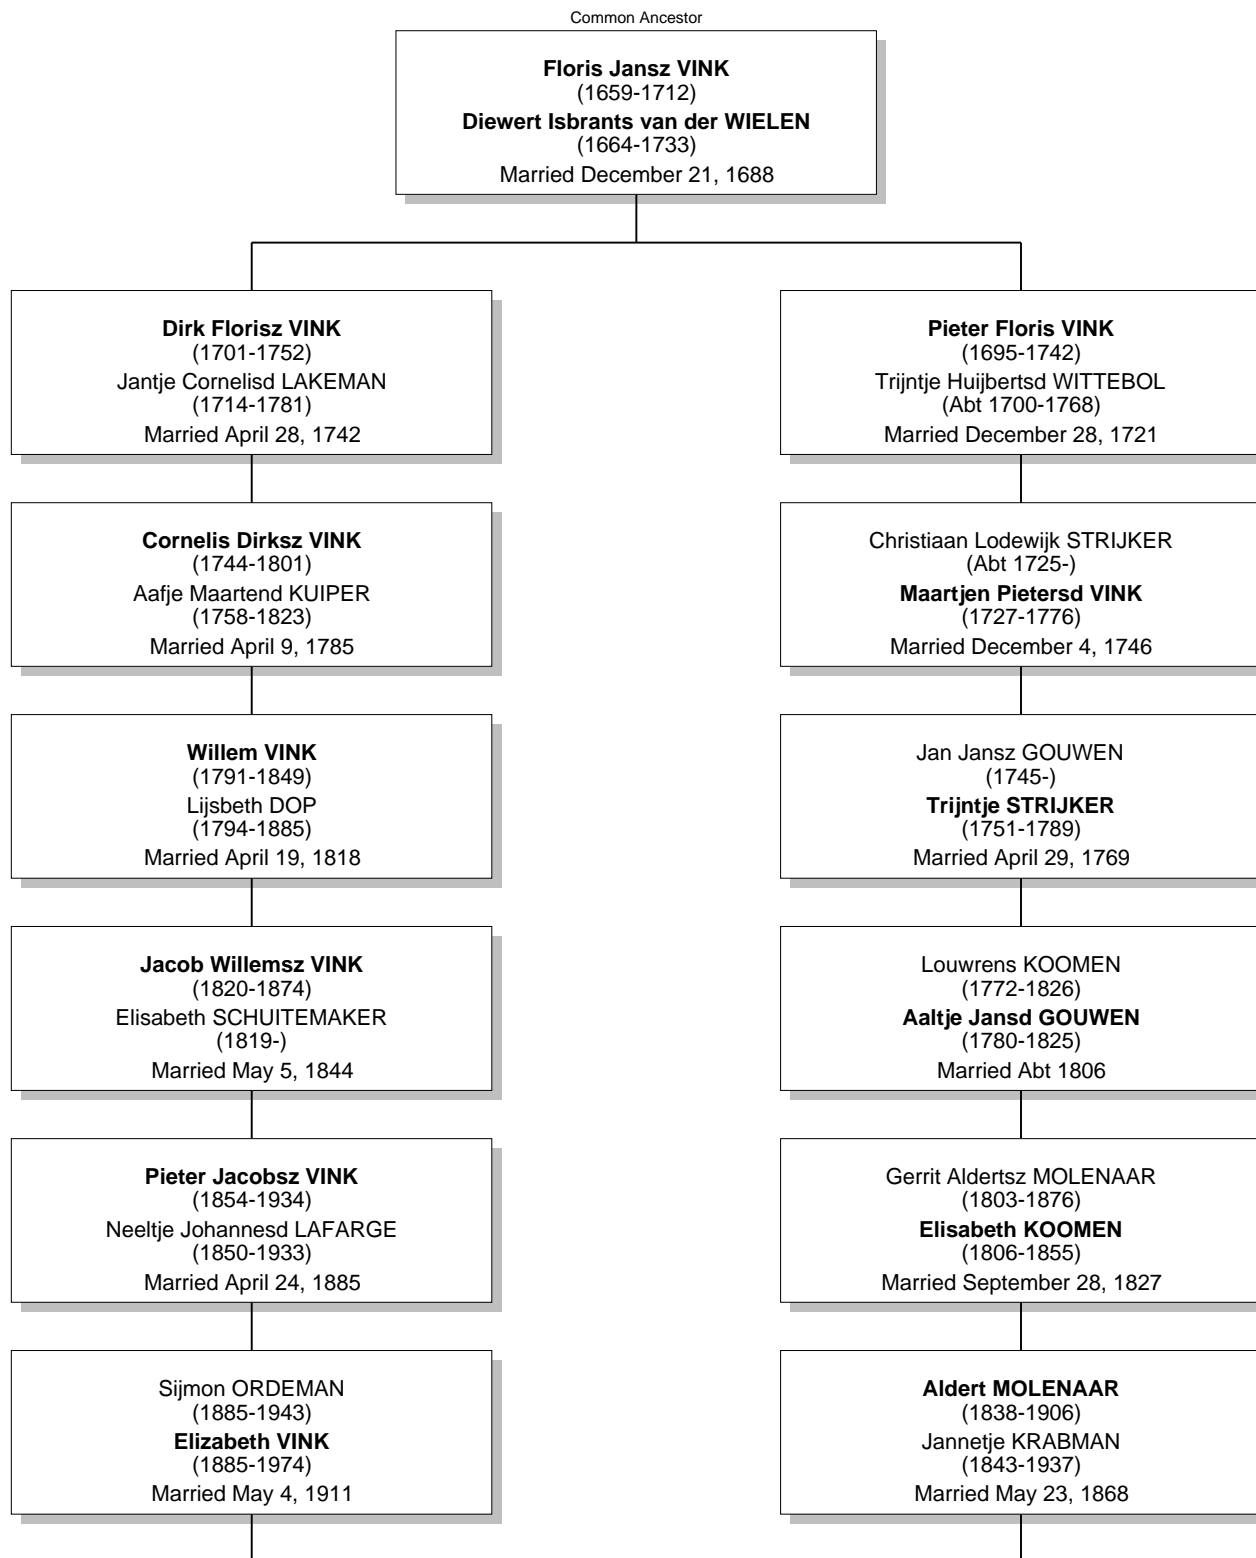 Common Ancestor
Floris Jansz VINK
(1659-1712)
Diewert Isbrants van der WIELEN
(1664-1733)
Married December 21, 1688
Dirk Florisz VINK
(1701-1752)
Jantje Cornelisd LAKEMAN
(1714-1781)
Married April 28, 1742
Pieter Floris VINK
(1695-1742)
Trijntje Huijbertsd WITTEBOL
(Abt 1700-1768)
Married December 28, 1721
Cornelis Dirksz VINK
(1744-1801)
Aafje Maartend KUIPER
(1758-1823)
Married April 9, 1785
Christiaan Lodewijk STRIJKER
(Abt 1725-)
Maartjen Pietersd VINK
(1727-1776)
Married December 4, 1746
Willem VINK
(1791-1849)
Lijsbeth DOP
(1794-1885)
Married April 19, 1818
Jan Jansz GOUWEN
(1745-)
Trijntje STRIJKER
(1751-1789)
Married April 29, 1769
Jacob Willemsz VINK
(1820-1874)
Elisabeth SCHUITEMAKER
(1819-)
Married May 5, 1844
Louwrens KOOMEN
(1772-1826)
Aaltje Jansd GOUWEN
(1780-1825)
Married Abt 1806
Pieter Jacobsz VINK
(1854-1934)
Neeltje Johannesd LAFARGE
(1850-1933)
Married April 24, 1885
Gerrit Aldertsz MOLENAAR
(1803-1876)
Elisabeth KOOMEN
(1806-1855)
Married September 28, 1827
Sijmon ORDEMAN
(1885-1943)
Elizabeth VINK
(1885-1974)
Married May 4, 1911
Aldert MOLENAAR
(1838-1906)
Jannetje KRABMAN
(1843-1937)
Married May 23, 1868